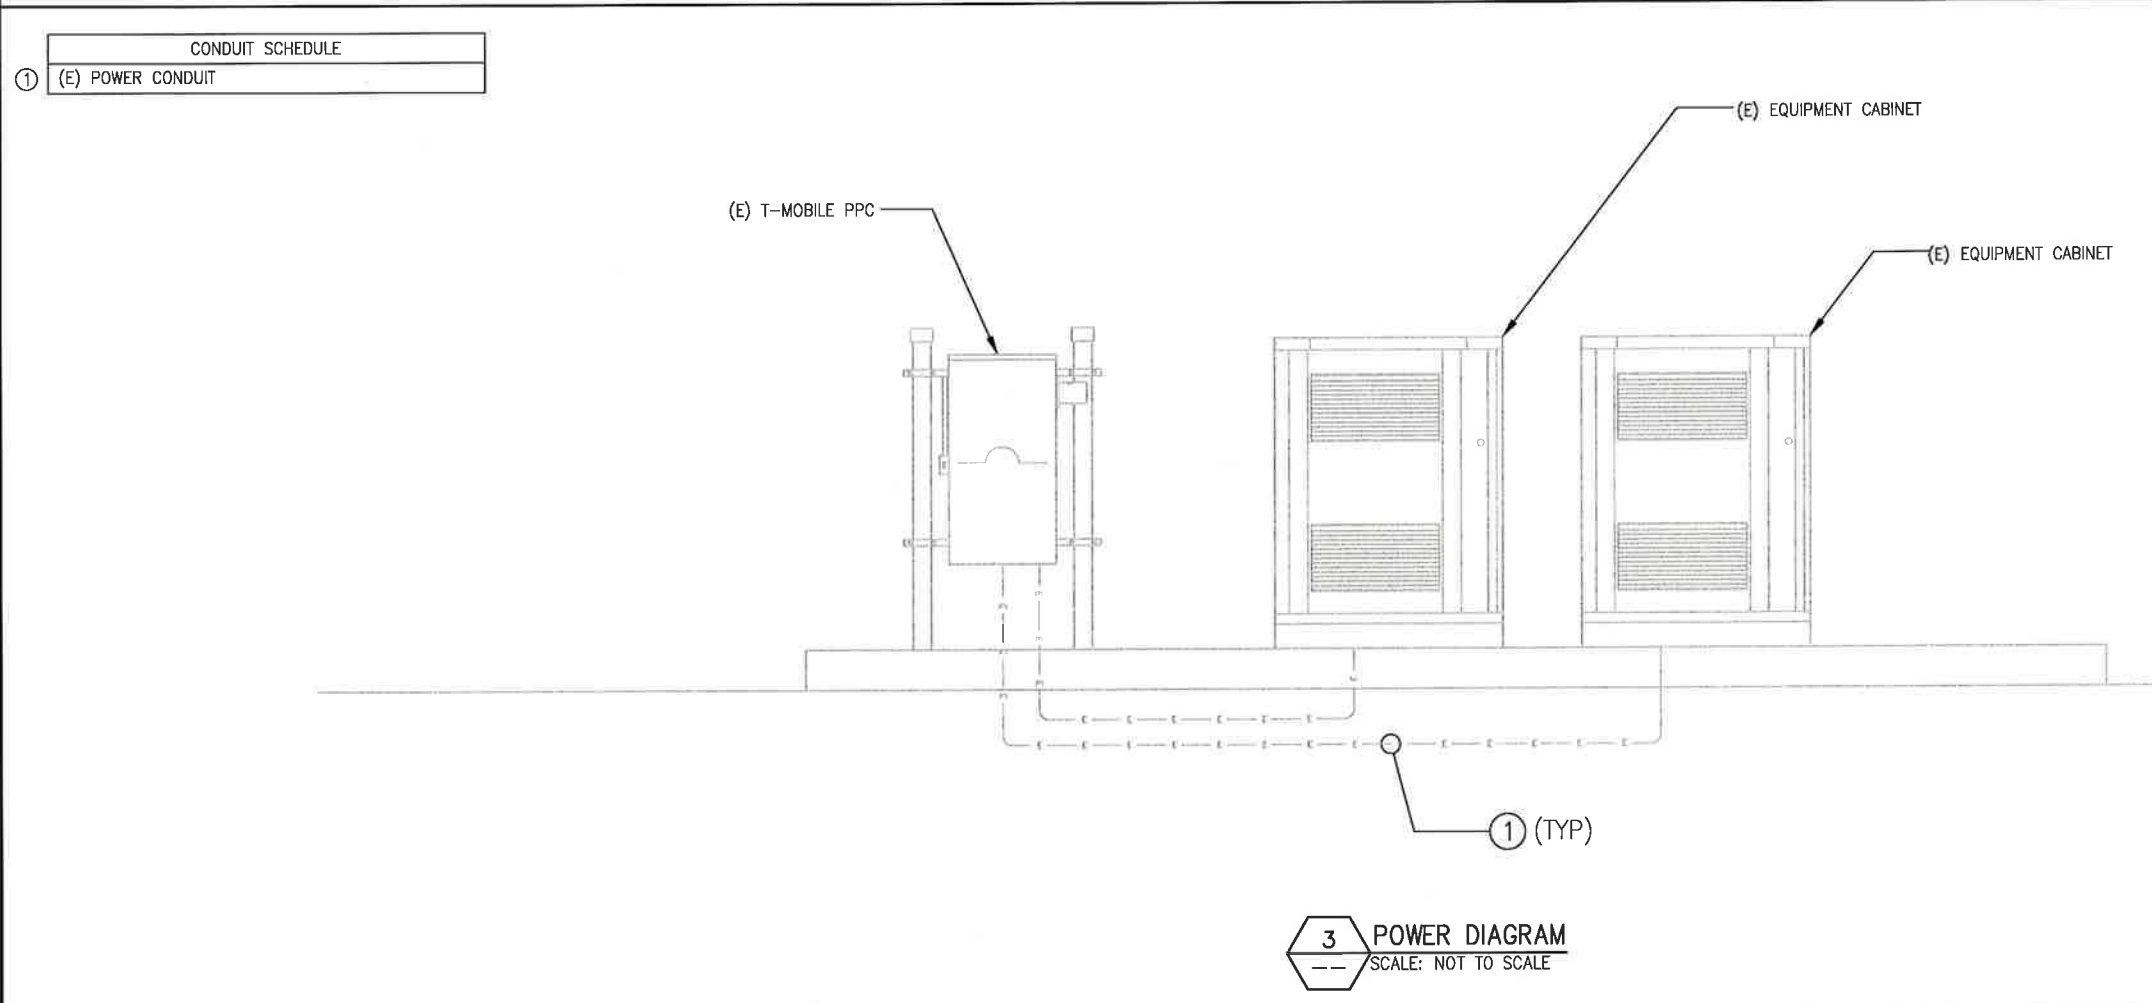 CONDUIT SCHEDULE
① (E) POWER CONDUIT
(E) EQUIPMENT CABINET
(E) T-MOBILE PPC
(E) EQUIPMENT CABINET
1 (TYP)
3 POWER DIAGRAM
-- SCALE: NOT TO SCALE